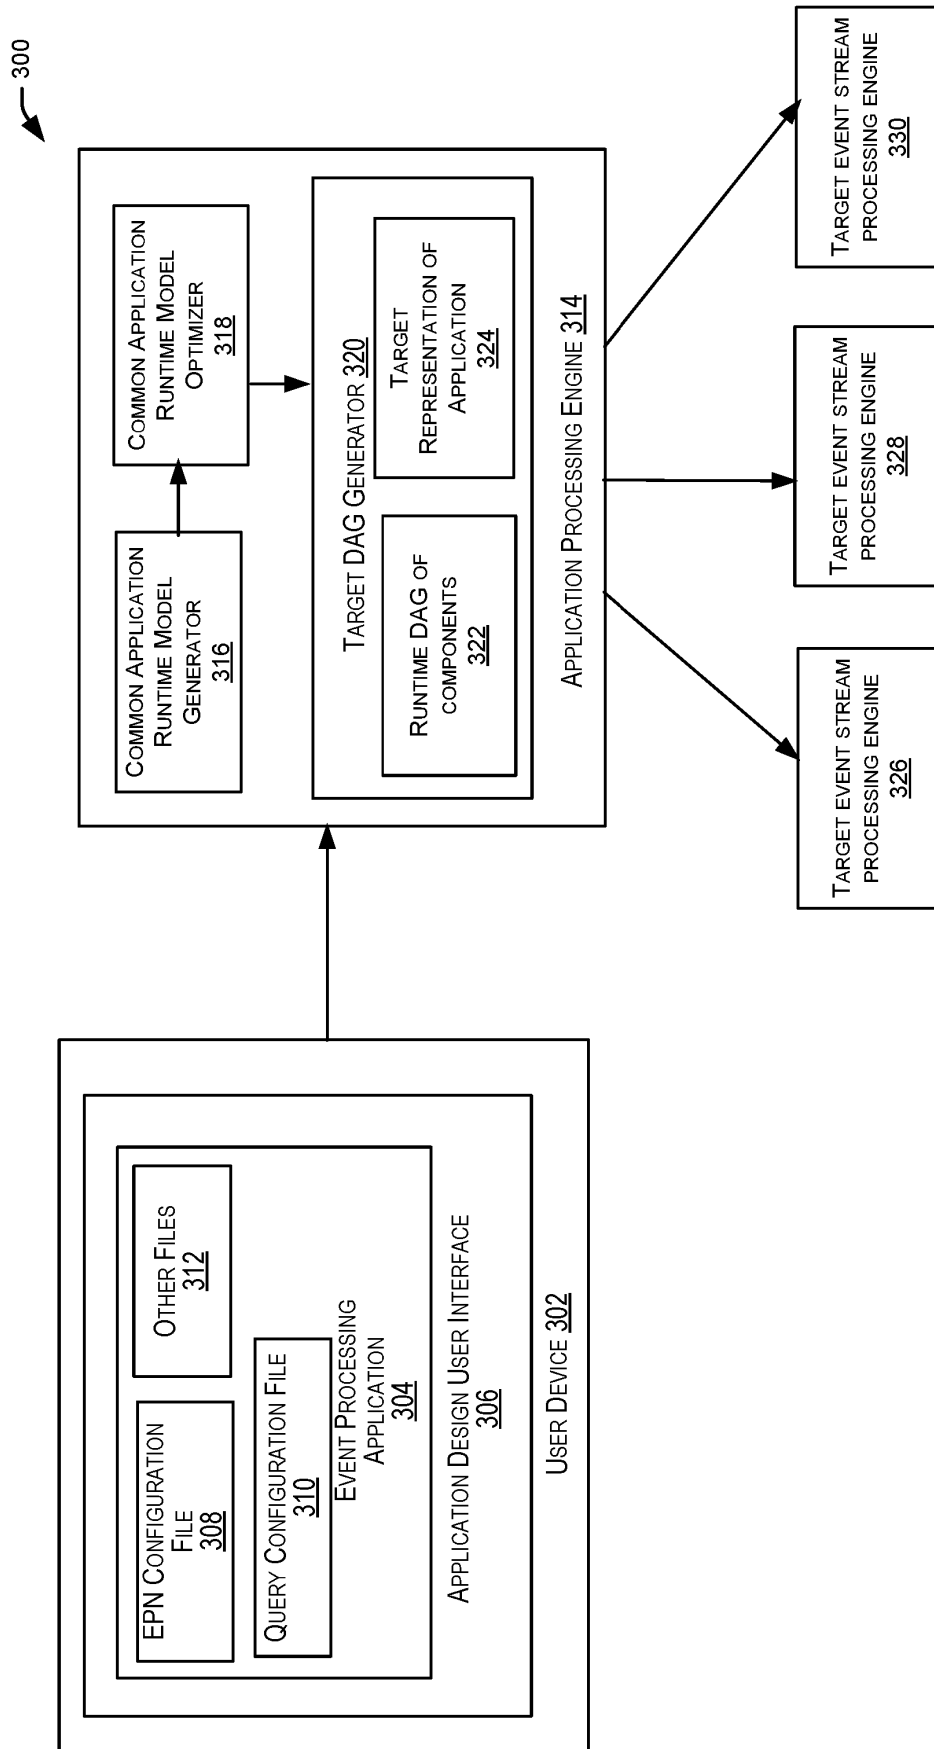 300
EPN CONFIGURATION
FILE
308
OTHER FILES
312
QUERY CONFIGURATION FILE
310
EVENT PROCESSING
APPLICATION
304
APPLICATION DESIGN USER INTERFACE
306
USER DEVICE 302
COMMON APPLICATION
RUNTIME MODEL
GENERATOR
316
COMMON APPLICATION
RUNTIME MODEL
OPTIMIZER
318
TARGET DAG GENERATOR 320
RUNTIME DAG OF
COMPONENTS
322
TARGET
REPRESENTATION OF
APPLICATION
324
APPLICATION PROCESSING ENGINE 314
TARGET EVENT STREAM
PROCESSING ENGINE
326
TARGET EVENT STREAM
PROCESSING ENGINE
328
TARGET EVENT STREAM
PROCESSING ENGINE
330